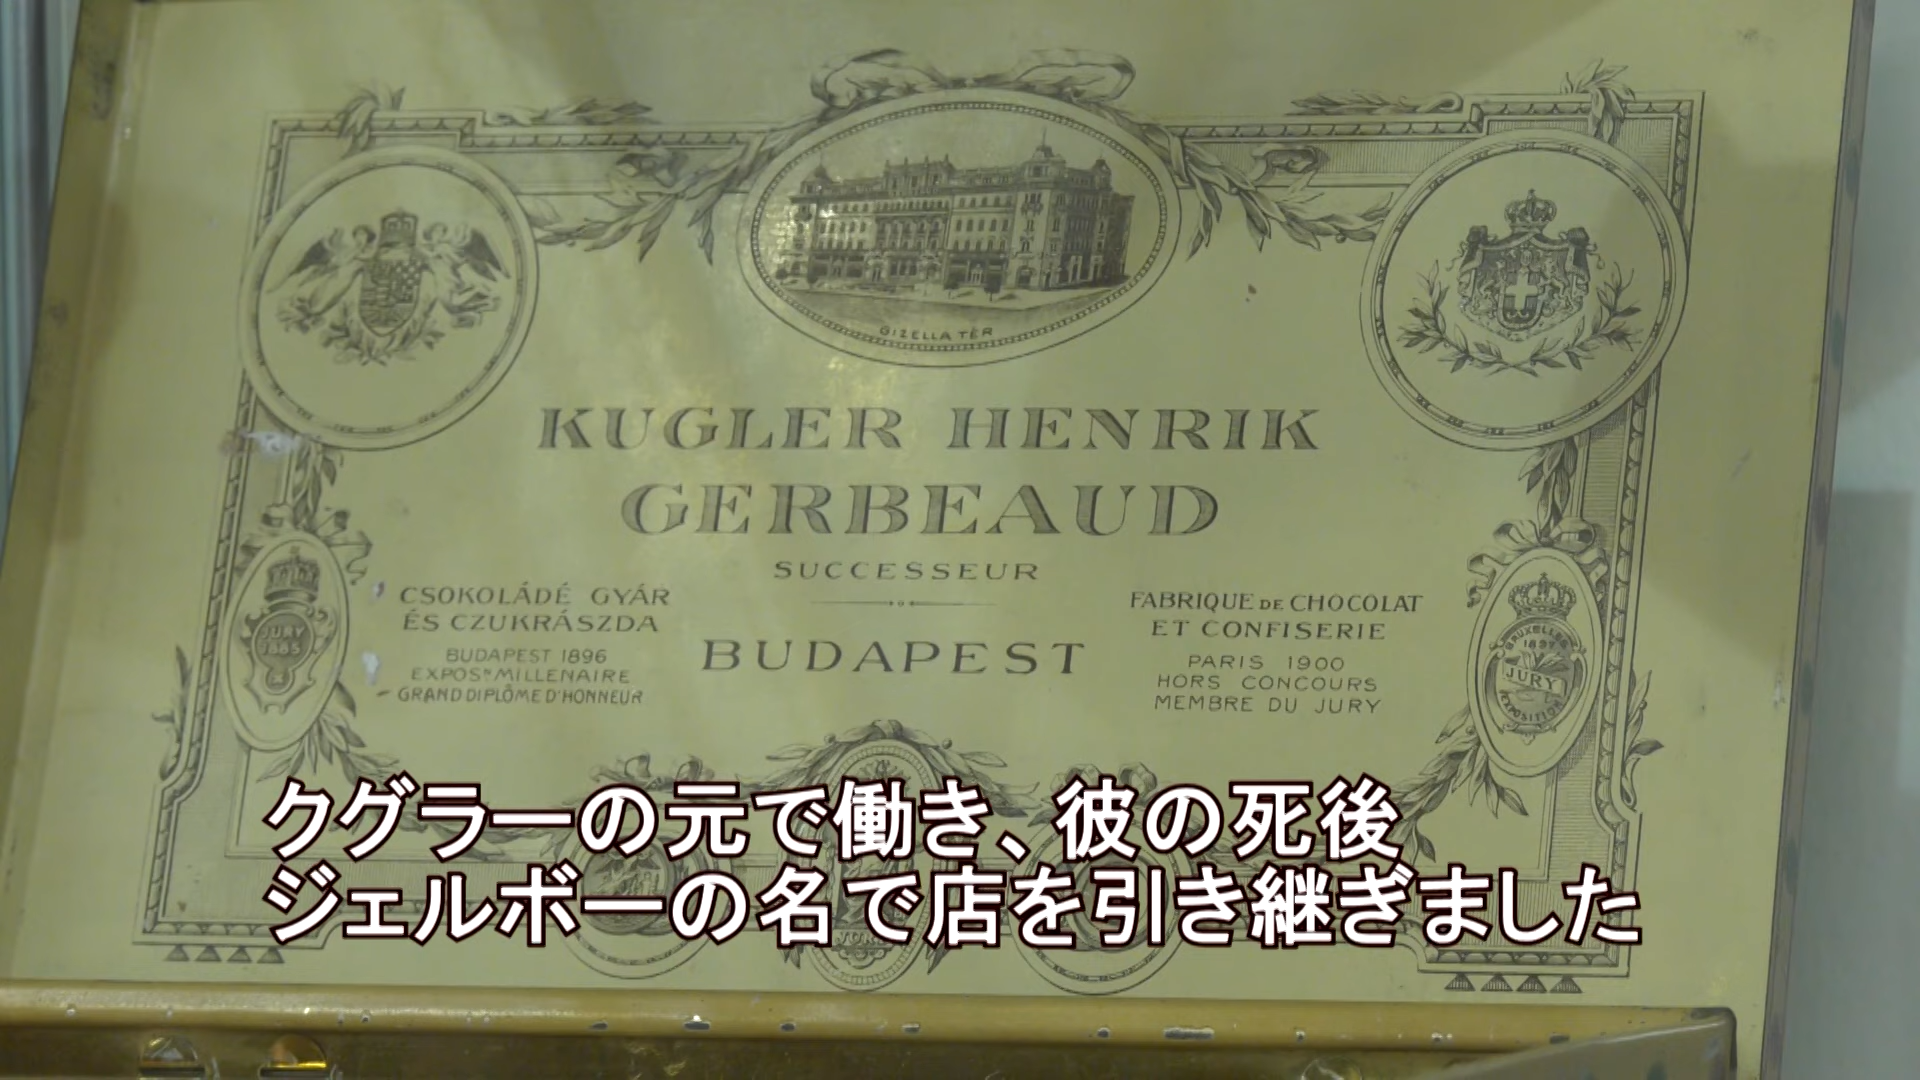 GIZELLA TÉR
KUGLER HENRIK
GERBEAUD
SUCCESSEUR
CSOKOLÁDÉ GYÁR
ÉS CZUKRÁSZDA
BUDAPEST 1896
EXPOSᵒⁿ MILLENAIRE
GRAND DIPLÔME D'HONNEUR
BUDAPEST
FABRIQUE DE CHOCOLAT
ET CONFISERIE
PARIS 1900
HORS CONCOURS
MEMBRE DU JURY
JURY
1885
BRUXELLES
1897
JURY
EXPOSITION
クグラーの元で働き、彼の死後
ジェルボーの名で店を引き継ぎました